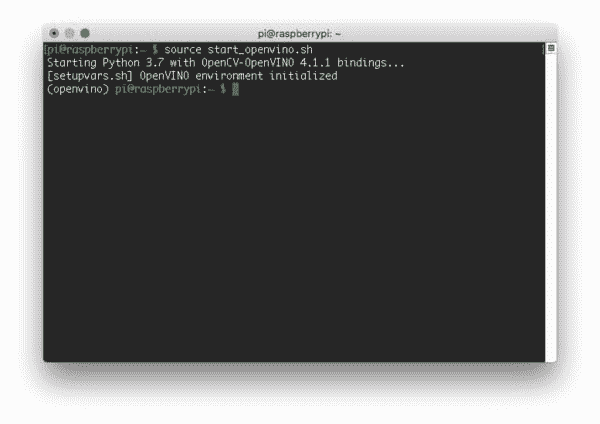 pi@raspberrypi: ~
[pi@raspberrypi:~ $ source start_openvino.sh
Starting Python 3.7 with OpenCV-OpenVINO 4.1.1 bindings...
[setupvars.sh] OpenVINO environment initialized
(openvino) pi@raspberrypi:~ $